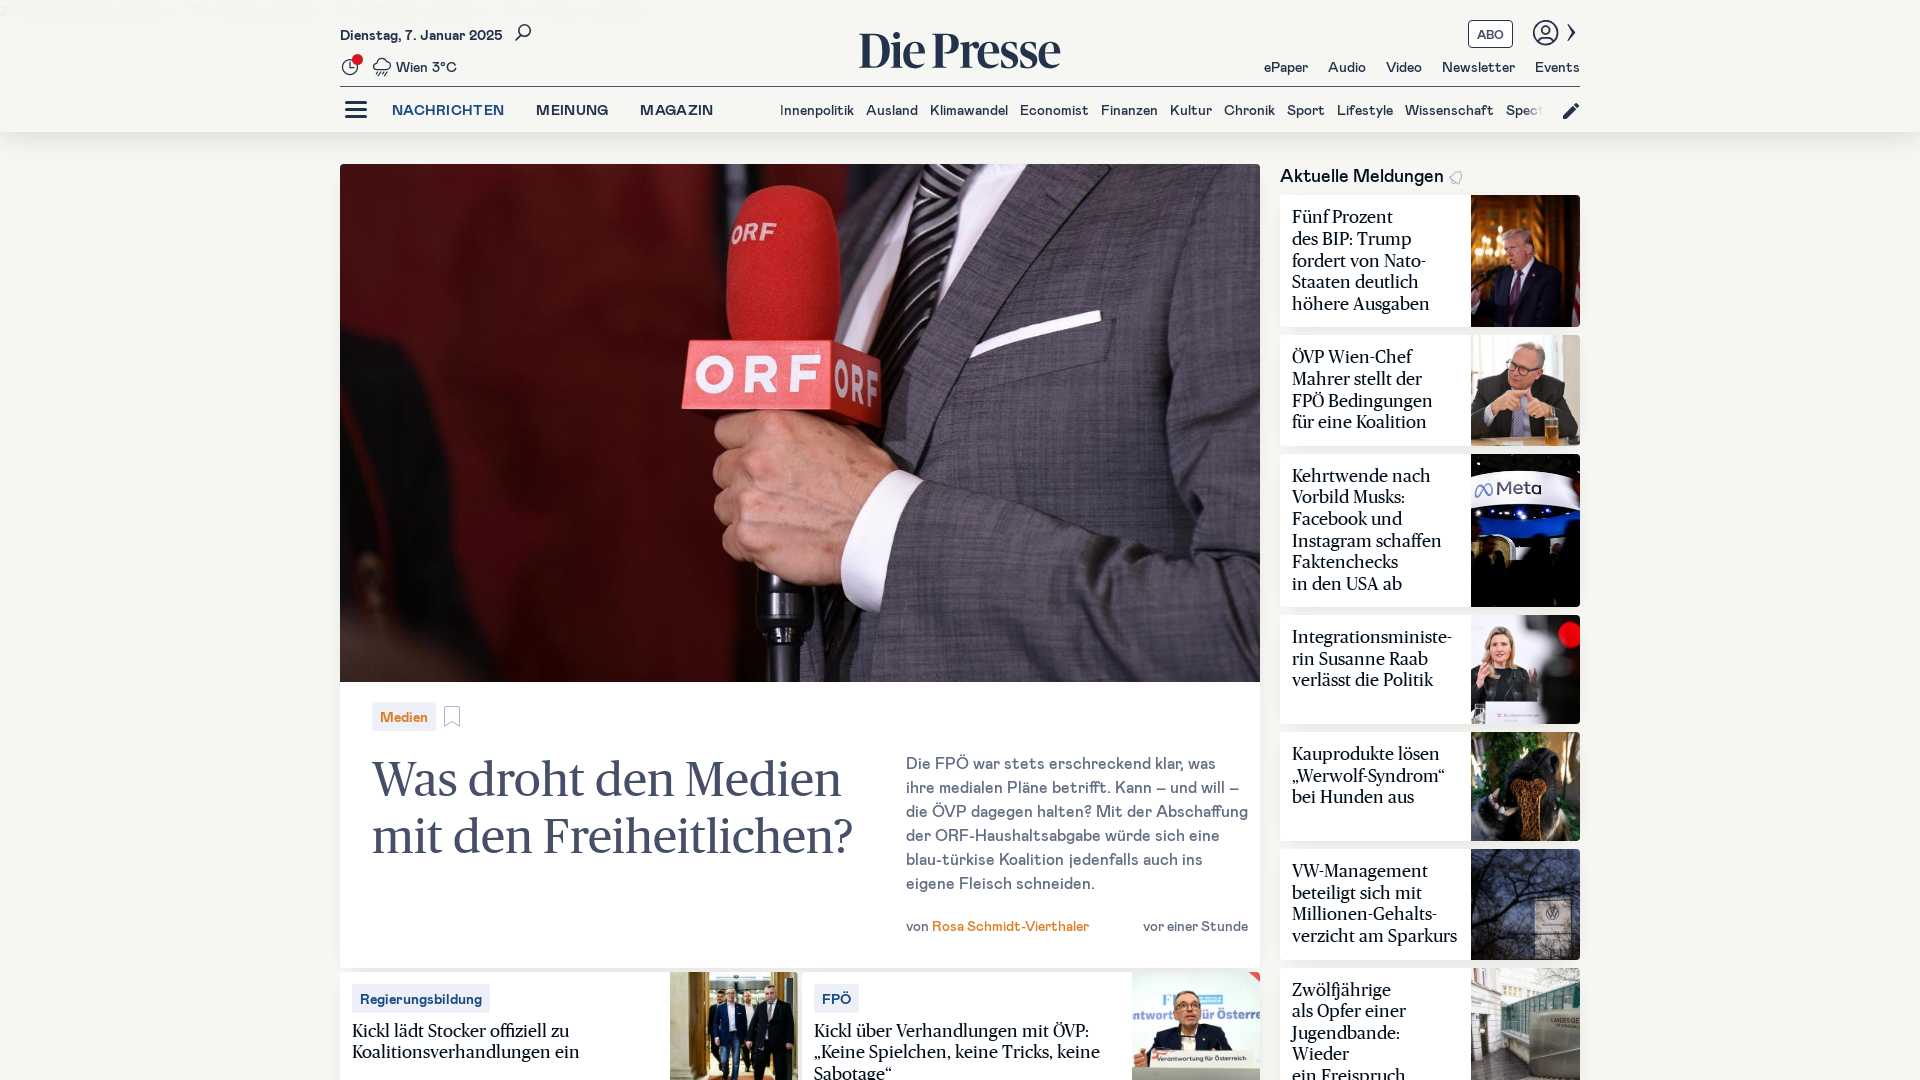 Dienstag, 7. Januar 2025
Wien 3°C
Die Presse
ABO
ePaper Audio Video Newsletter Events
NACHRICHTEN MEINUNG MAGAZIN
Innenpolitik Ausland Klimawandel Economist Finanzen Kultur Chronik Sport Lifestyle Wissenschaft Spect
ORF
ORF ORF
Medien
Was droht den Medien
mit den Freiheitlichen?
Die FPÖ war stets erschreckend klar, was
ihre medialen Pläne betrifft. Kann – und will –
die ÖVP dagegen halten? Mit der Abschaffung
der ORF-Haushaltsabgabe würde sich eine
blau-türkise Koalition jedenfalls auch ins
eigene Fleisch schneiden.
von Rosa Schmidt-Vierthaler vor einer Stunde
Regierungsbildung
Kickl lädt Stocker offiziell zu
Koalitionsverhandlungen ein
FPÖ
Kickl über Verhandlungen mit ÖVP:
„Keine Spielchen, keine Tricks, keine
Sabotage“
Verantwortung für Österreich
Aktuelle Meldungen
Fünf Prozent
des BIP: Trump
fordert von Nato-
Staaten deutlich
höhere Ausgaben
ÖVP Wien-Chef
Mahrer stellt der
FPÖ Bedingungen
für eine Koalition
Kehrtwende nach
Vorbild Musks:
Facebook und
Instagram schaffen
Faktenchecks
in den USA ab
Meta
Integrationsministe-
rin Susanne Raab
verlässt die Politik
Kauprodukte lösen
„Werwolf-Syndrom“
bei Hunden aus
VW-Management
beteiligt sich mit
Millionen-Gehalts-
verzicht am Sparkurs
Zwölfjährige
als Opfer einer
Jugendbande:
Wieder
ein Freispruch